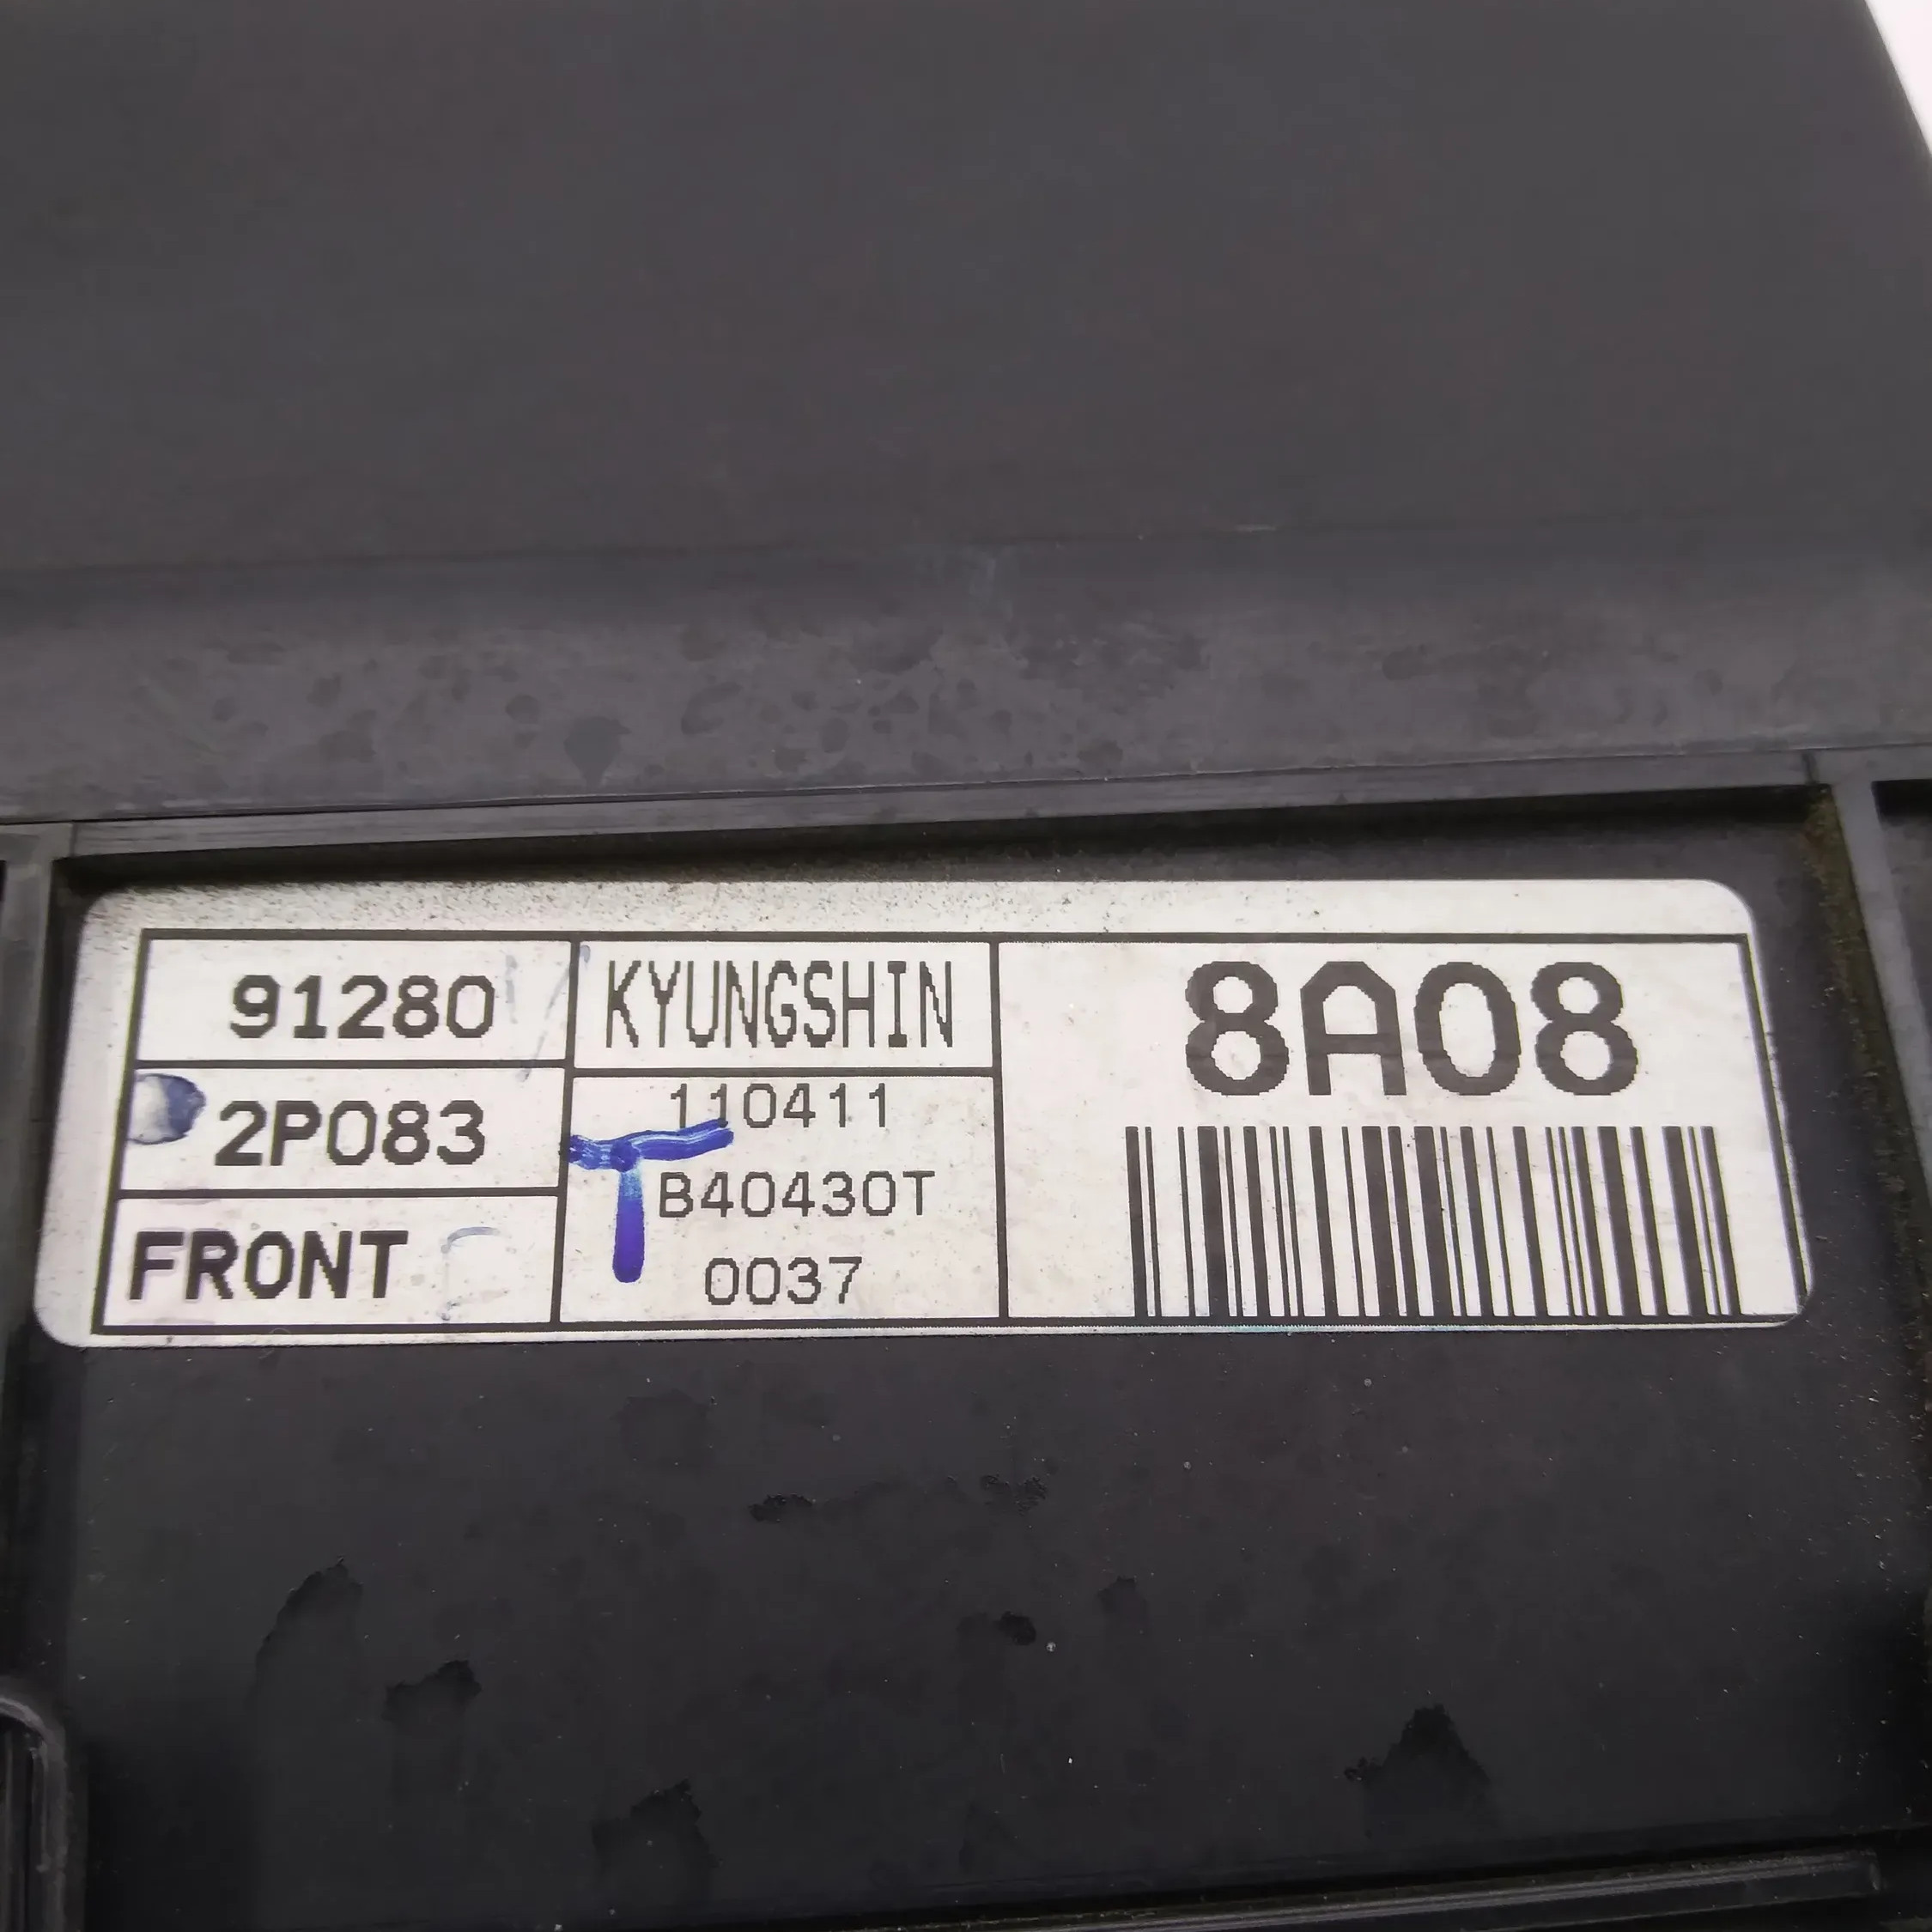 91280
2P083
FRONT
KYUNGSHIN
110411
T
B40430T
0037
8A08